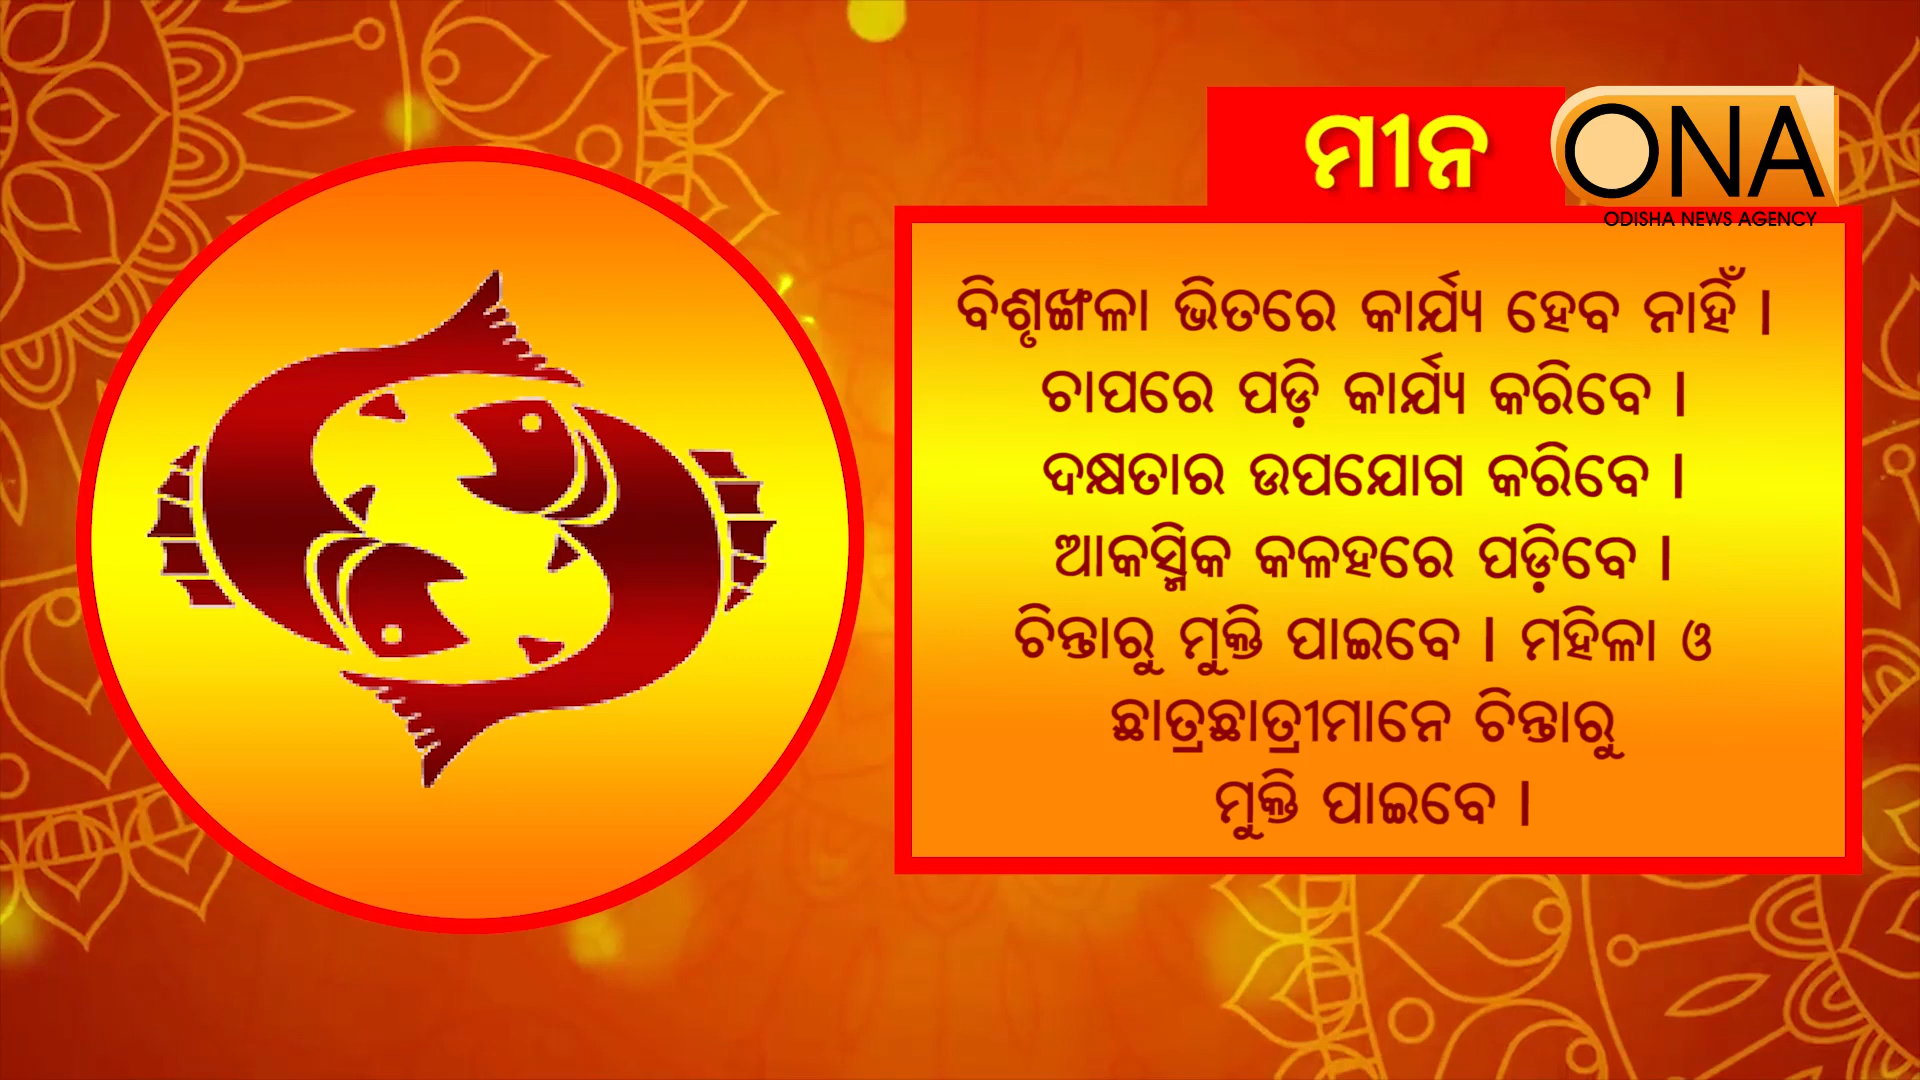 ମୀନ
ONA
ODISHA NEWS AGENCY
ବିଶୃଙ୍ଖଳା ଭିତରେ କାର୍ଯ୍ୟ ହେବ ନାହିଁ |
ଚାପରେ ପଡ଼ି କାର୍ଯ୍ୟ କରିବେ |
ଦକ୍ଷତାର ଉପଯୋଗ କରିବେ |
ଆକସ୍ମିକ କଳହରେ ପଡ଼ିବେ |
ଚିନ୍ତାରୁ ମୁକ୍ତି ପାଇବେ | ମହିଳା ଓ
ଛାତ୍ରଛାତ୍ରୀମାନେ ଚିନ୍ତାରୁ
ମୁକ୍ତି ପାଇବେ |